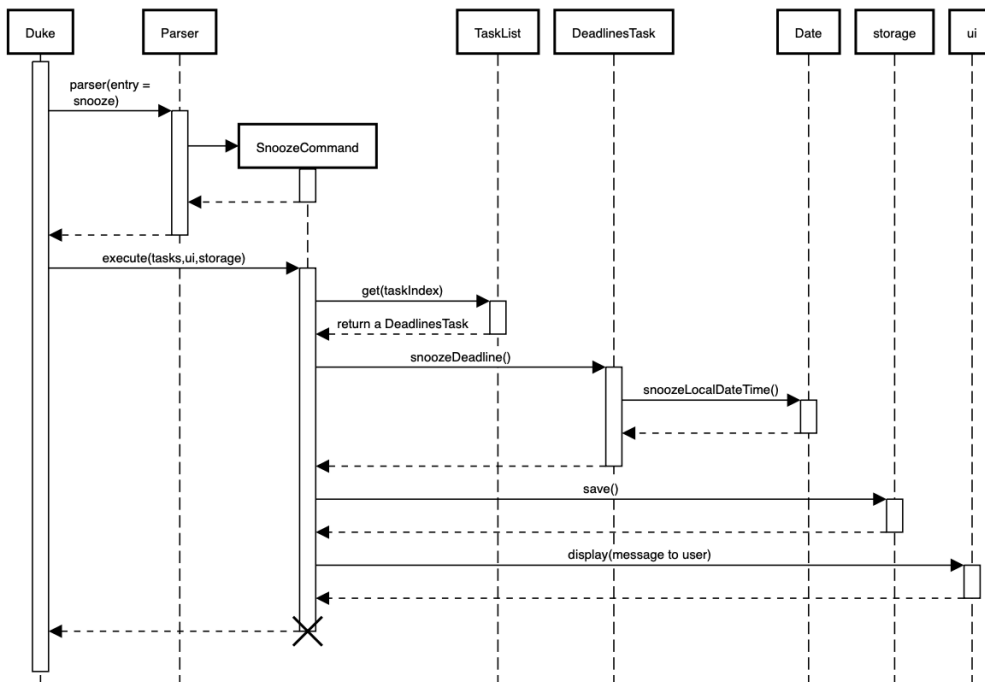 Duke
Parser
TaskList
DeadlinesTask
Date
storage
ui
parser(entry =
snooze)
SnoozeCommand
execute(tasks,ui,storage)
get(taskIndex)
return a DeadlinesTask
snoozeDeadline()
snoozeLocalDateTime()
save()
display(message to user)